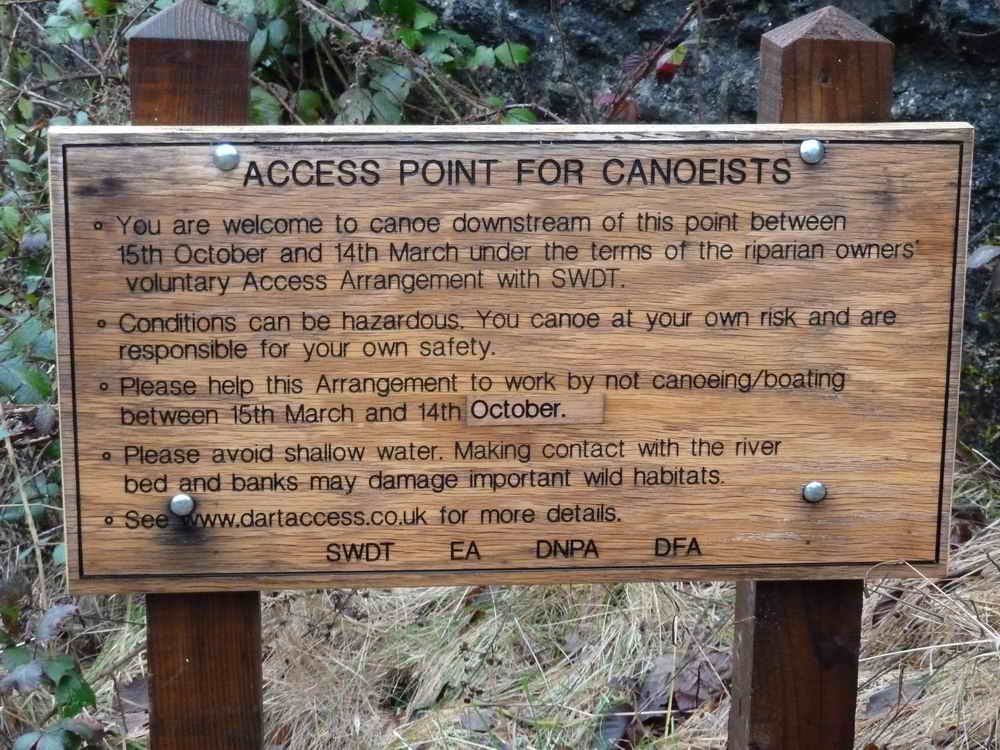 ACCESS POINT FOR CANOEISTS
You are welcome to canoe downstream of this point between
15th October and 14th March under the terms of the riparian owners'
voluntary Access Arrangement with SWDT.
Conditions can be hazardous. You canoe at your own risk and are
responsible for your own safety.
Please help this Arrangement to work by not canoeing/boating
between 15th March and 14th October.
Please avoid shallow water. Making contact with the river
bed and banks may damage important wild habitats.
See www.dartaccess.co.uk for more details.
SWDT EA DNPA DFA